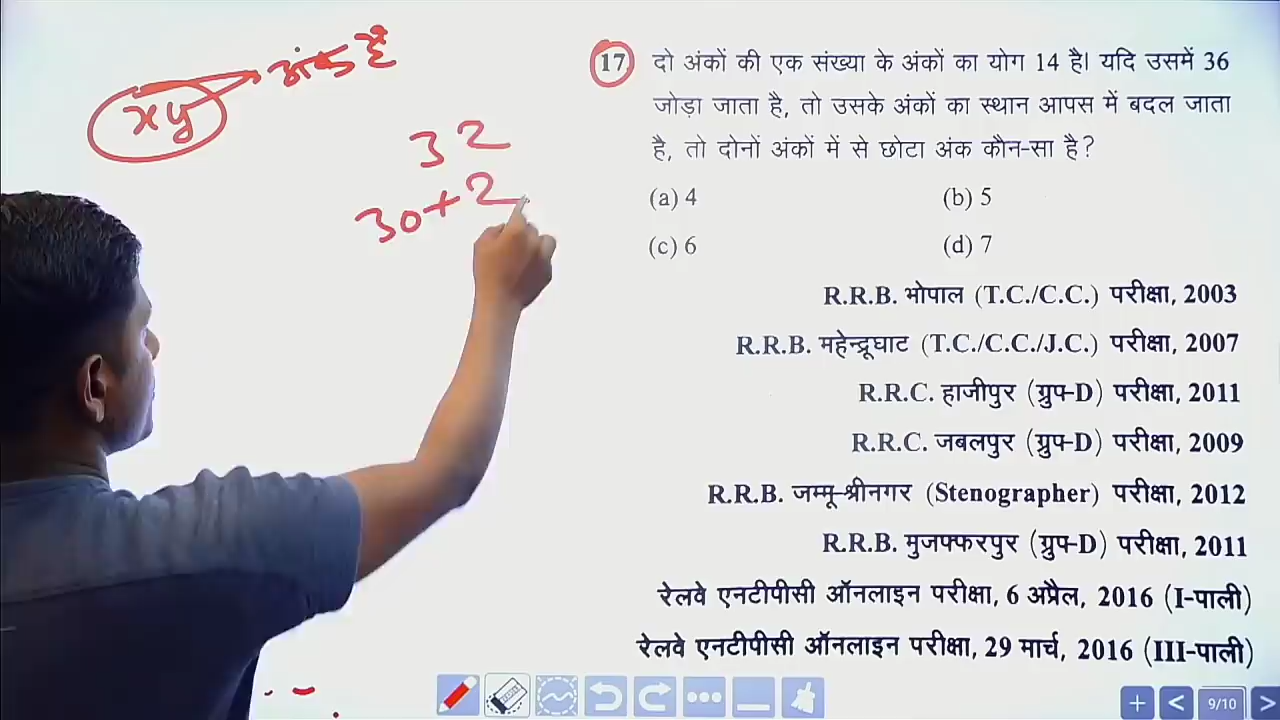 xy
अंक है
32
30+2
17 दो अंकों की एक संख्या के अंकों का योग 14 है। यदि उसमें 36
जोड़ा जाता है, तो उसके अंकों का स्थान आपस में बदल जाता
है, तो दोनों अंकों में से छोटा अंक कौन-सा है?
(a) 4 (b) 5
(c) 6 (d) 7
R.R.B. भोपाल (T.C./C.C.) परीक्षा, 2003
R.R.B. महेन्द्रूघाट (T.C./C.C./J.C.) परीक्षा, 2007
R.R.C. हाजीपुर (ग्रुप-D) परीक्षा, 2011
R.R.C. जबलपुर (ग्रुप-D) परीक्षा, 2009
R.R.B. जम्मू-श्रीनगर (Stenographer) परीक्षा, 2012
R.R.B. मुजफ्फरपुर (ग्रुप-D) परीक्षा, 2011
रेलवे एनटीपीसी ऑनलाइन परीक्षा, 6 अप्रैल, 2016 (I-पाली)
रेलवे एनटीपीसी ऑनलाइन परीक्षा, 29 मार्च, 2016 (III-पाली)
9/10